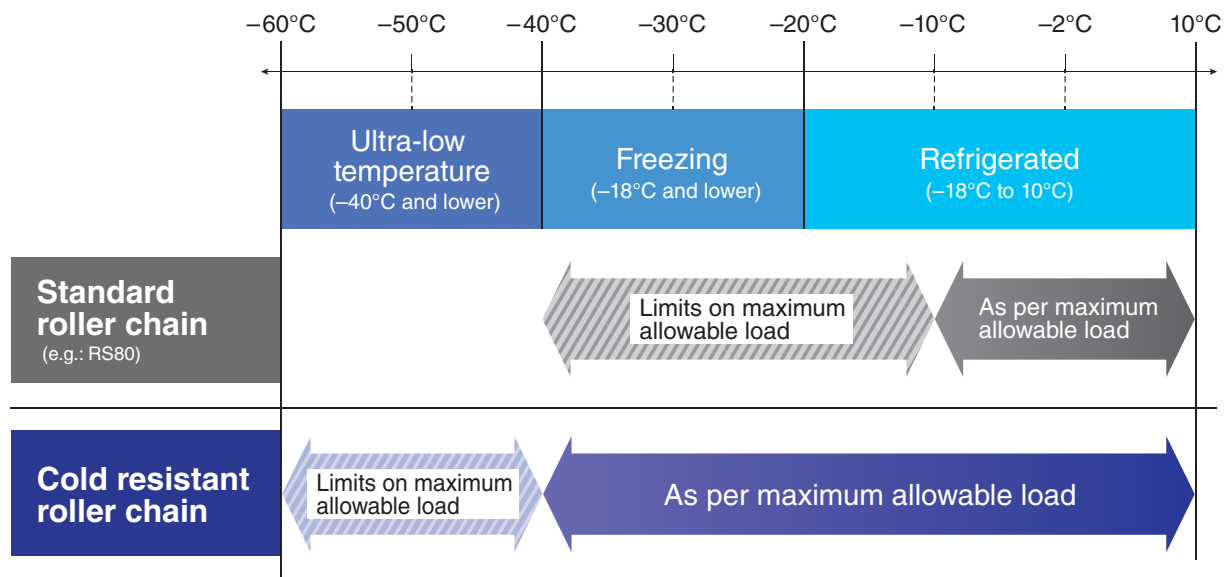 –60°C –50°C –40°C –30°C –20°C –10°C –2°C 10°C
Ultra-low
temperature
(–40°C and lower)
Freezing
(–18°C and lower)
Refrigerated
(–18°C to 10°C)
Standard
roller chain
(e.g.: RS80)
Limits on maximum
allowable load
As per maximum
allowable load
Cold resistant
roller chain
Limits on maximum
allowable load
As per maximum allowable load